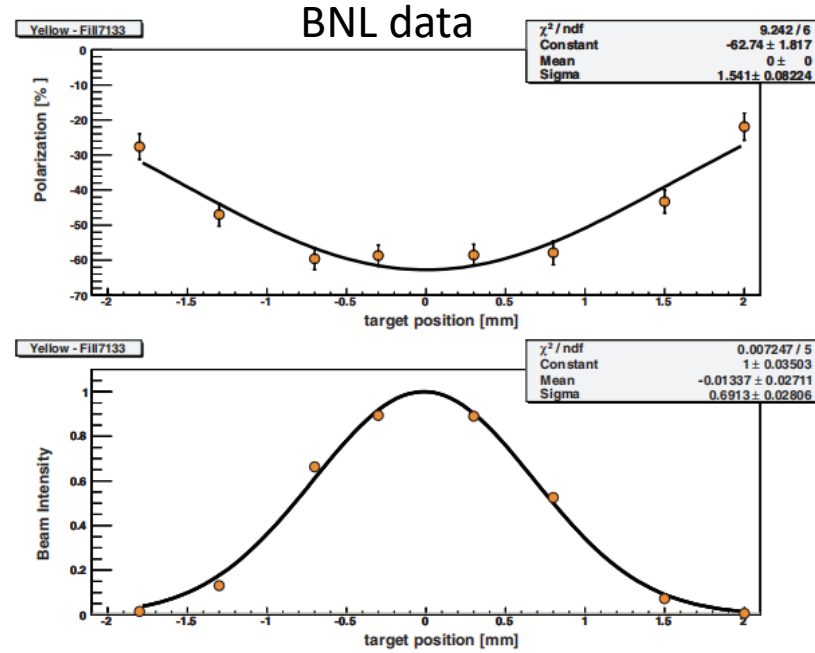 BNL data
Yellow - Fill7133
χ² / ndf 9.242 / 6
Constant -62.74 ± 1.817
Mean 0 ± 0
Sigma 1.541± 0.08224
Polarization [% ]
0
-10
-20
-30
-40
-50
-60
-70
-2 -1.5 -1 -0.5 0 0.5 1 1.5 2
target position [mm]
Yellow - Fill7133
χ² / ndf 0.007247 / 5
Constant 1 ± 0.03503
Mean -0.01337 ± 0.02711
Sigma 0.6913 ± 0.02806
Beam Intensity
1
0.8
0.6
0.4
0.2
0
-2 -1.5 -1 -0.5 0 0.5 1 1.5 2
target position [mm]